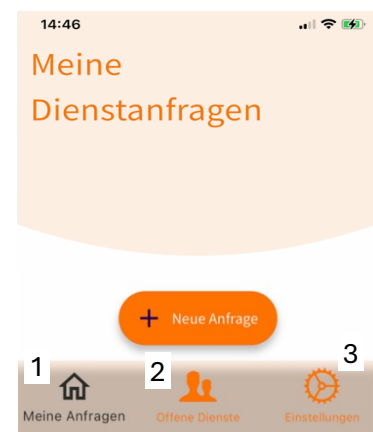 14:46
Meine
Dienstanfragen
+ Neue Anfrage
1
2
3
Meine Anfragen
Offene Dienste
Einstellungen